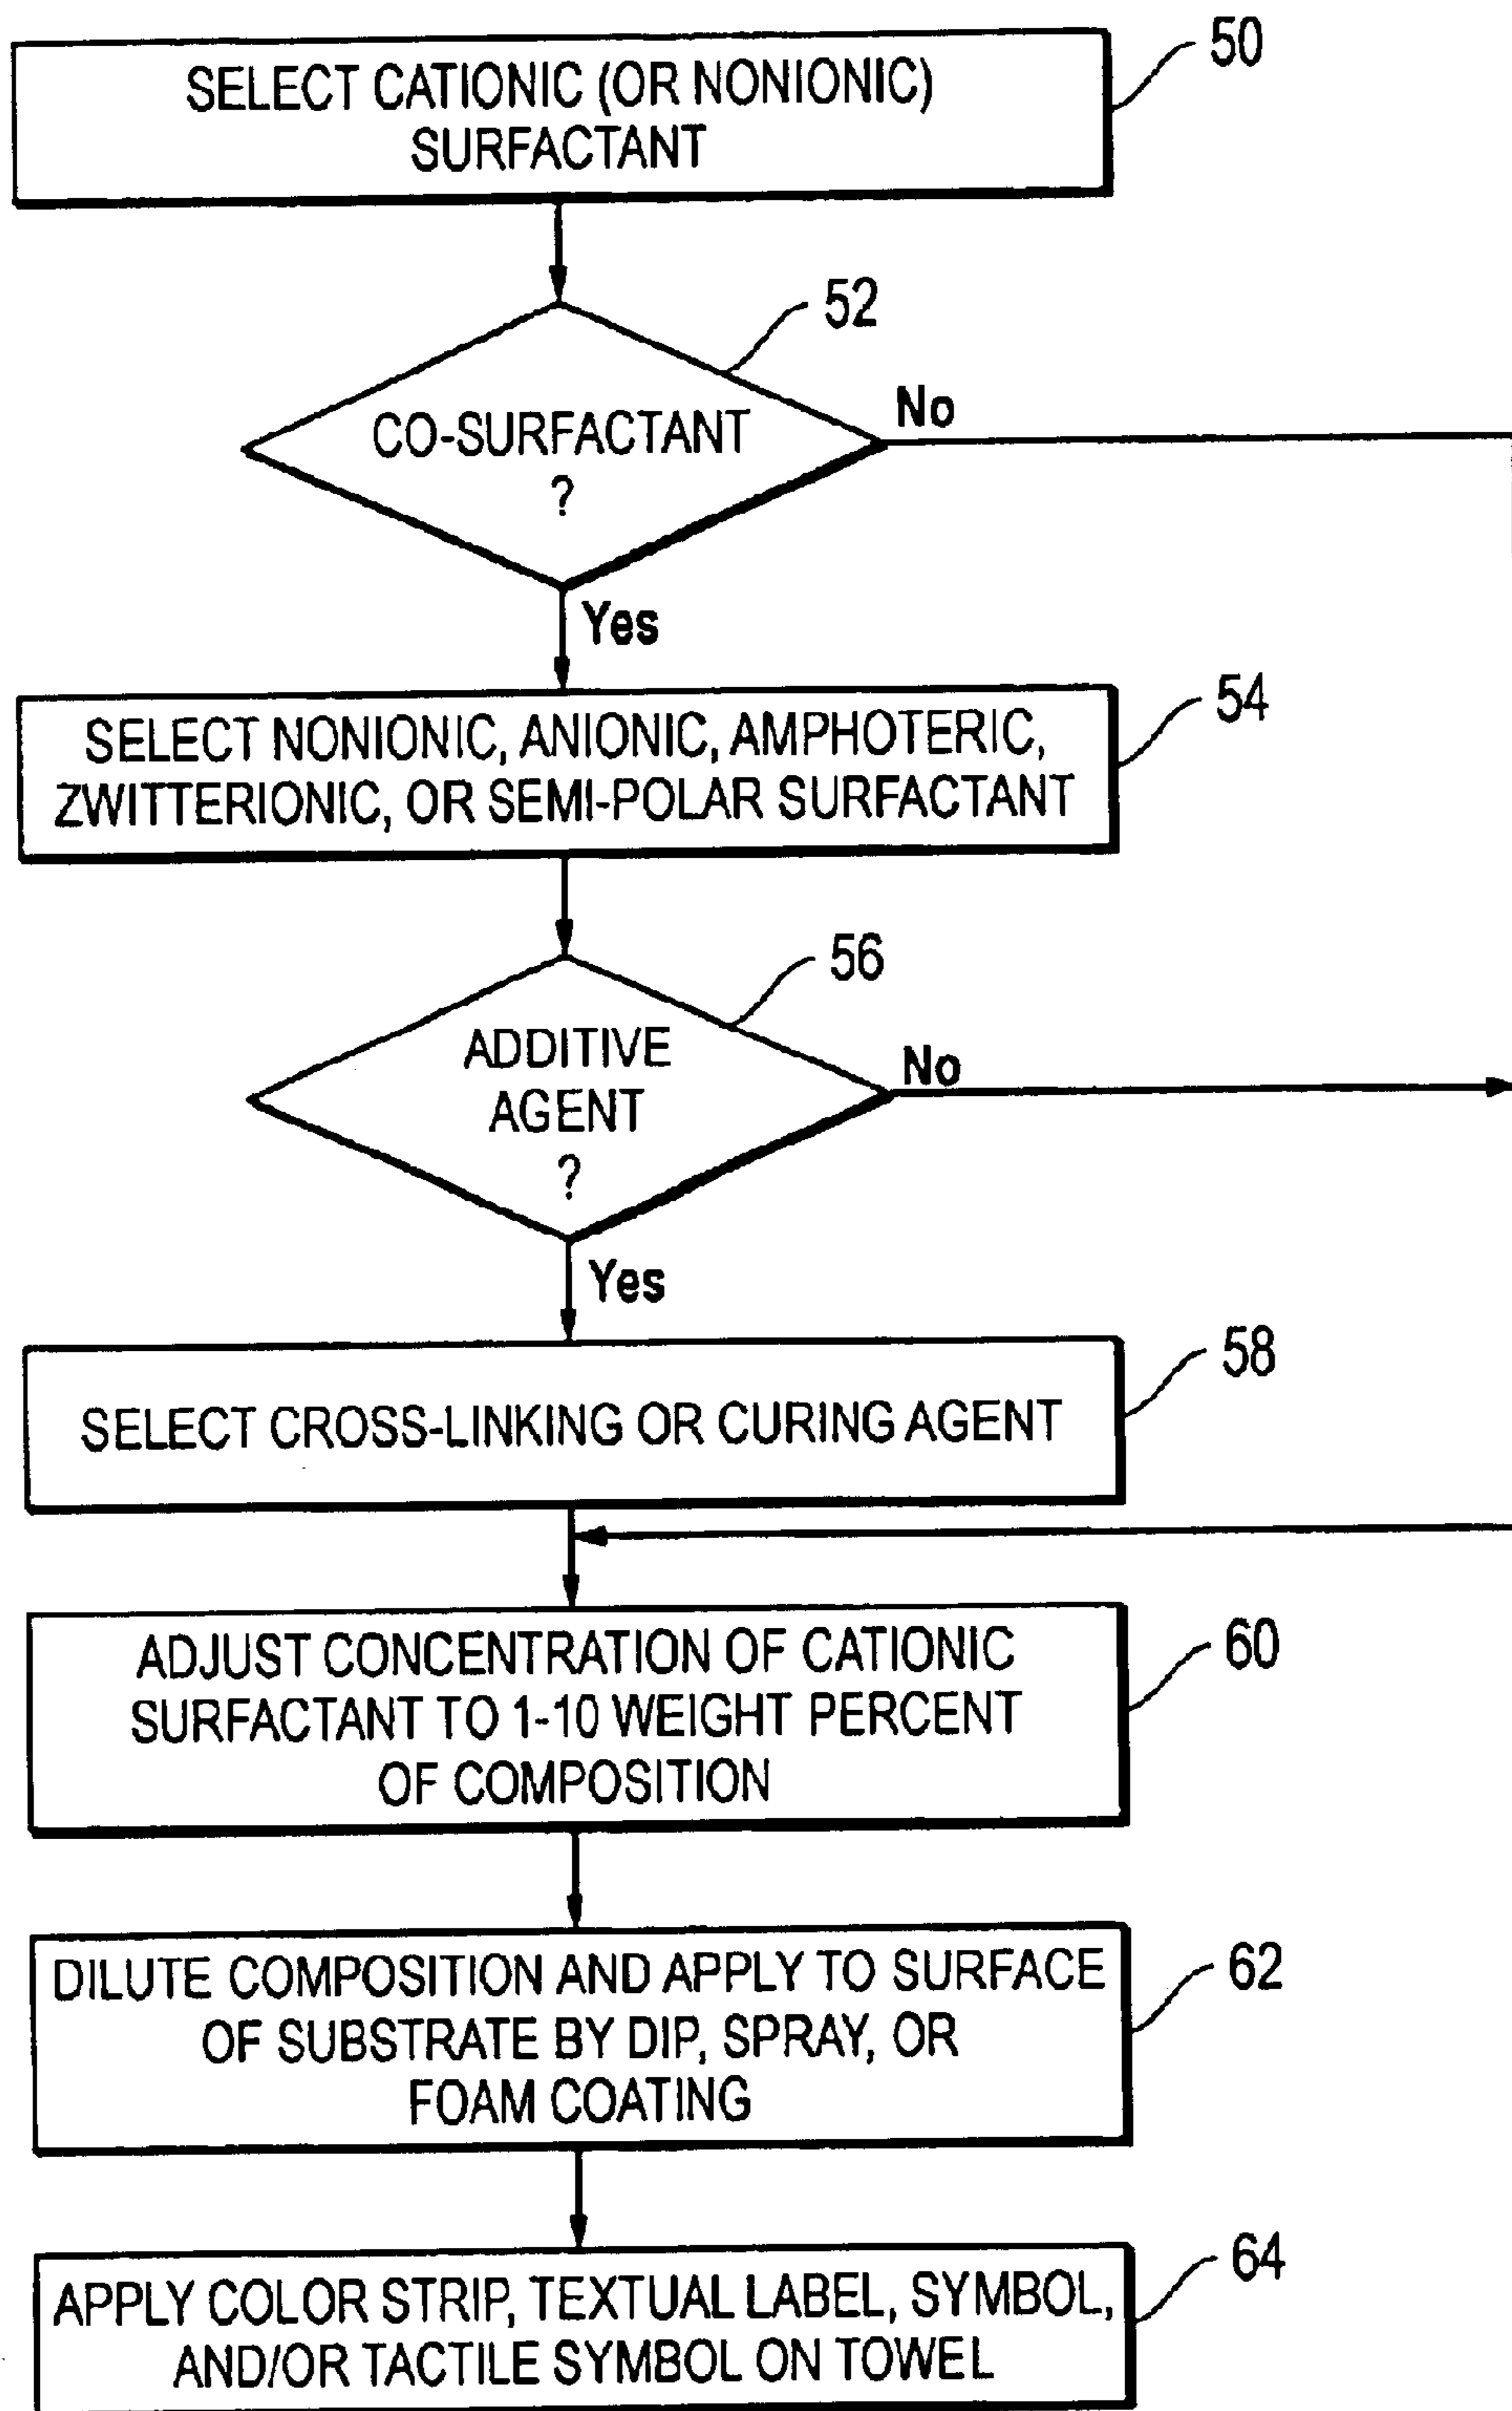 50
SELECT CATIONIC (OR NONIONIC)
SURFACTANT
52
CO-SURFACTANT
?
No
Yes
54
SELECT NONIONIC, ANIONIC, AMPHOTERIC,
ZWITTERIONIC, OR SEMI-POLAR SURFACTANT
56
ADDITIVE
AGENT
?
No
Yes
58
SELECT CROSS-LINKING OR CURING AGENT
60
ADJUST CONCENTRATION OF CATIONIC
SURFACTANT TO 1-10 WEIGHT PERCENT
OF COMPOSITION
62
DILUTE COMPOSITION AND APPLY TO SURFACE
OF SUBSTRATE BY DIP, SPRAY, OR
FOAM COATING
64
APPLY COLOR STRIP, TEXTUAL LABEL, SYMBOL,
AND/OR TACTILE SYMBOL ON TOWEL